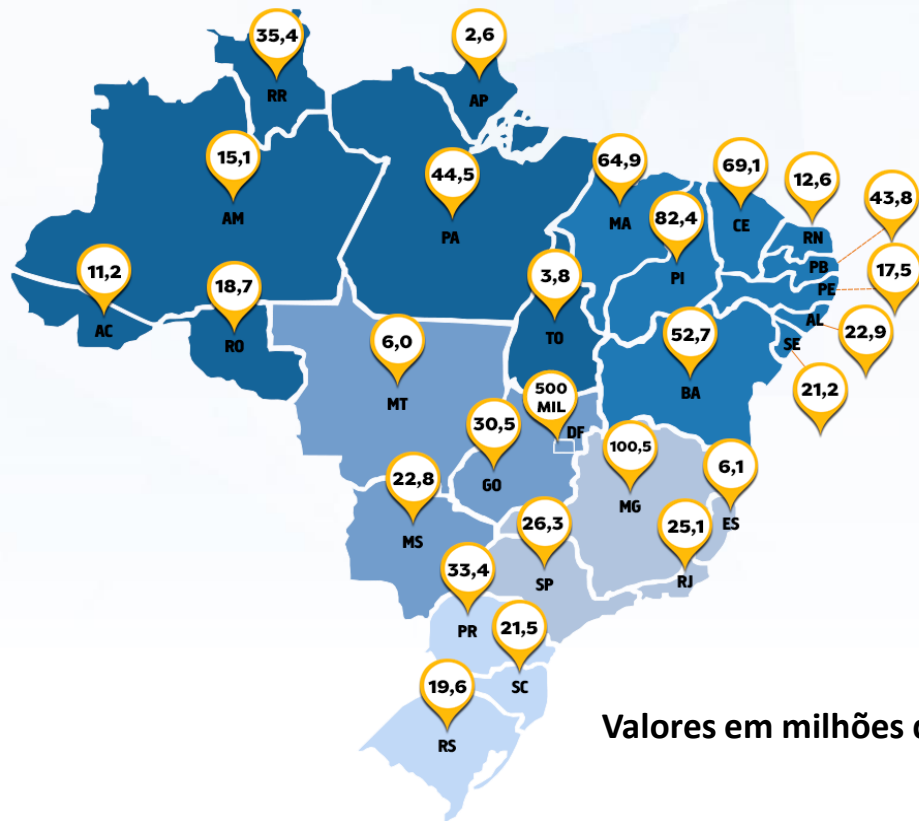 35,4
RR
2,6
AP
15,1
AM
44,5
PA
64,9
MA
69,1
CE
12,6
RN
43,8
PB
82,4
PI
17,5
PE
11,2
AC
18,7
RO
3,8
TO
22,9
AL
21,2
SE
52,7
BA
6,0
MT
500
MIL
DF
30,5
GO
100,5
MG
6,1
ES
22,8
MS
26,3
SP
25,1
RJ
33,4
PR
21,5
SC
19,6
RS
Valores em milhões